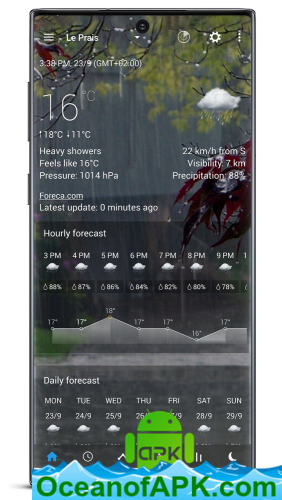 Le Prais
3:38 PM, 23/9 (GMT+02:00)
16°C
↑18°C ↓11°C
Heavy showers
22 km/h from S
Feels like 16°C
Visibility: 7 km
Pressure: 1014 hPa
Precipitation: 88%
Foreca.com
Latest update: 0 minutes ago
Hourly forecast
3 PM 4 PM 5 PM 6 PM 7 PM 8 PM 9 PM 1
88% 87% 86% 84% 82% 80% 78%
17° 17° 18° 17° 17° 16° 17°
Daily forecast
MON TUE WED THU FRI SAT SUN
23/9 24/9 25/9 26/9 27/9 28/9 29/9
APK
OceanofAPK.com